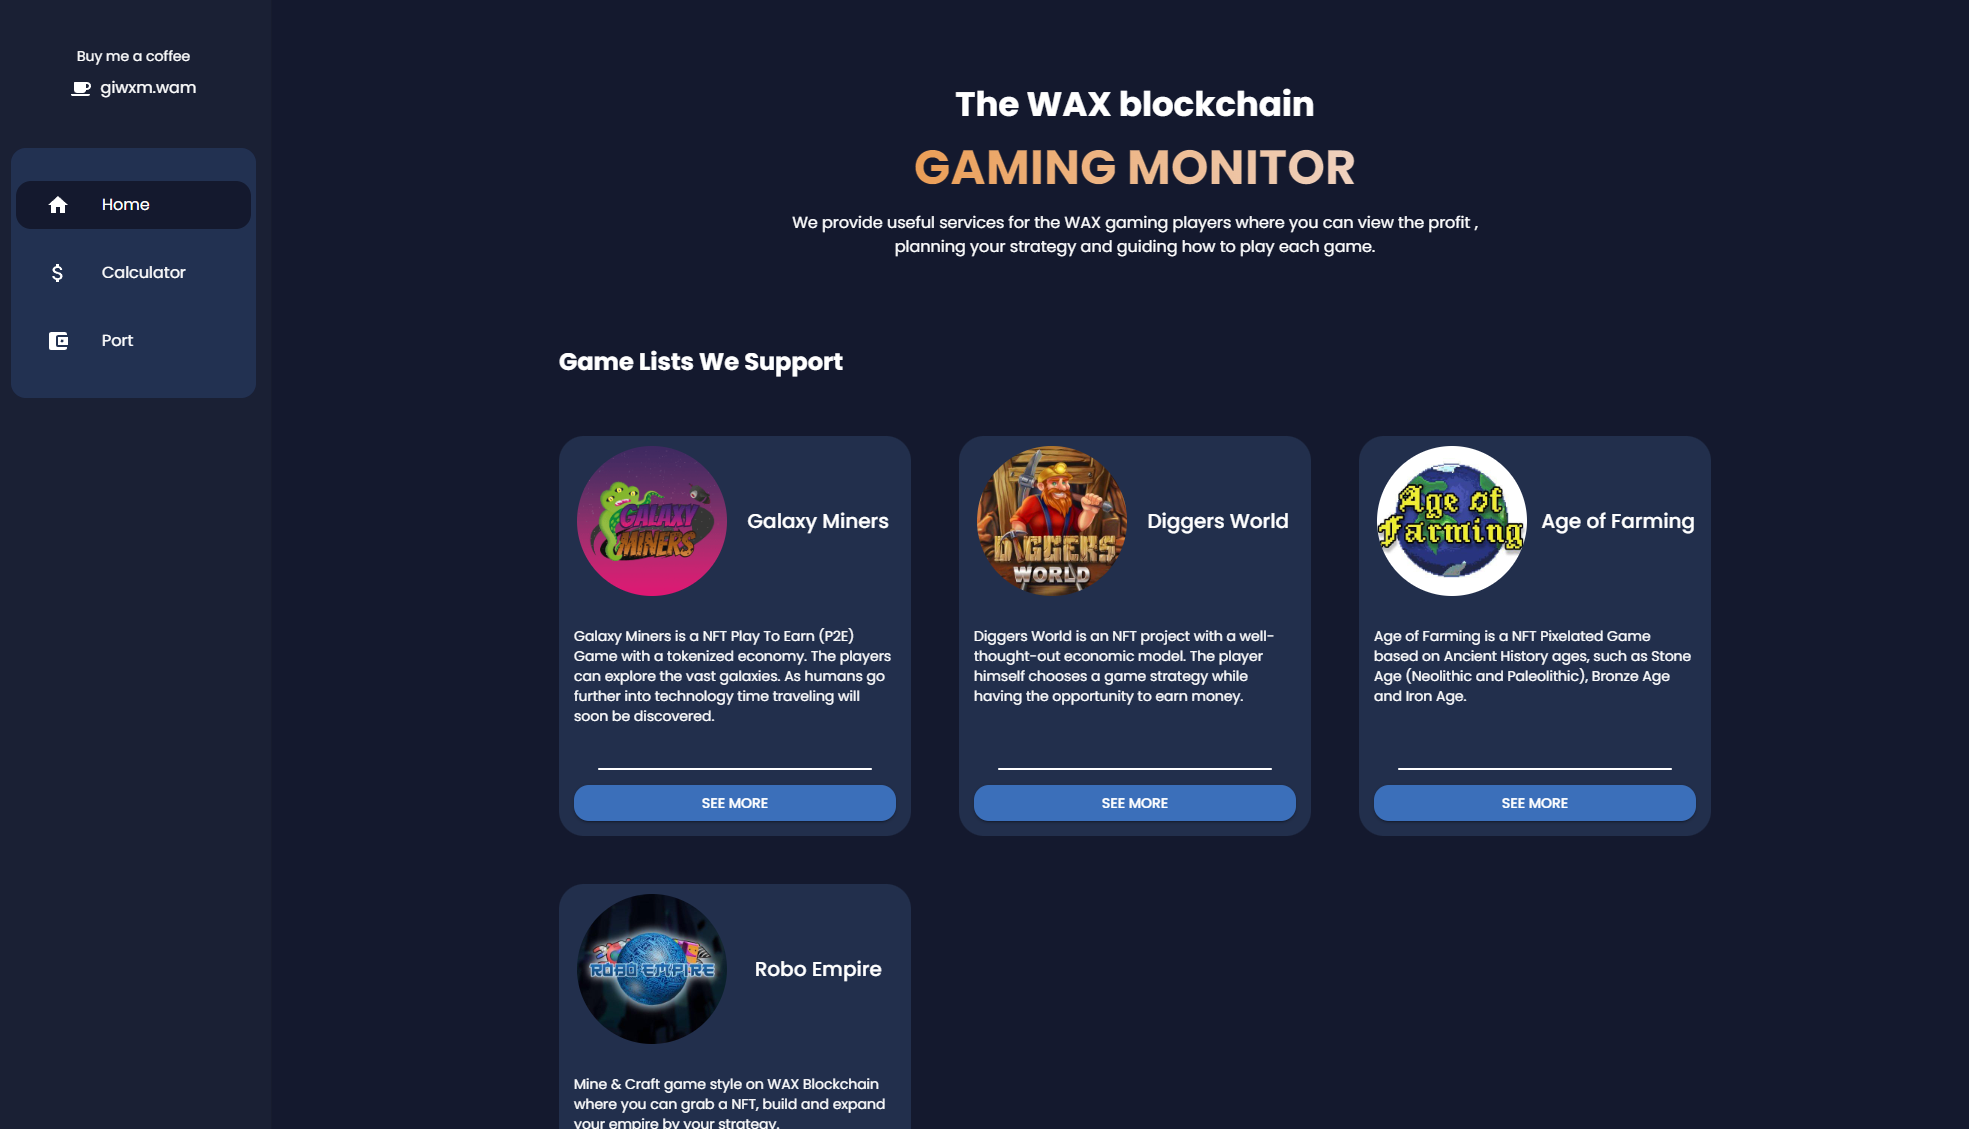 Buy me a coffee
giwxm.wam
Home
Calculator
Port
The WAX blockchain
GAMING MONITOR
We provide useful services for the WAX gaming players where you can view the profit ,
planning your strategy and guiding how to play each game.
Game Lists We Support
GALAXY
MINERS
Galaxy Miners
Galaxy Miners is a NFT Play To Earn (P2E)
Game with a tokenized economy. The players
can explore the vast galaxies. As humans go
further into technology time traveling will
soon be discovered.
SEE MORE
DIGGERS
WORLD
Diggers World
Diggers World is an NFT project with a well-
thought-out economic model. The player
himself chooses a game strategy while
having the opportunity to earn money.
SEE MORE
Age of
Farming
Age of Farming
Age of Farming is a NFT Pixelated Game
based on Ancient History ages, such as Stone
Age (Neolithic and Paleolithic), Bronze Age
and Iron Age.
SEE MORE
ROBO EMPIRE
Robo Empire
Mine & Craft game style on WAX Blockchain
where you can grab a NFT, build and expand
your empire by your strategy.